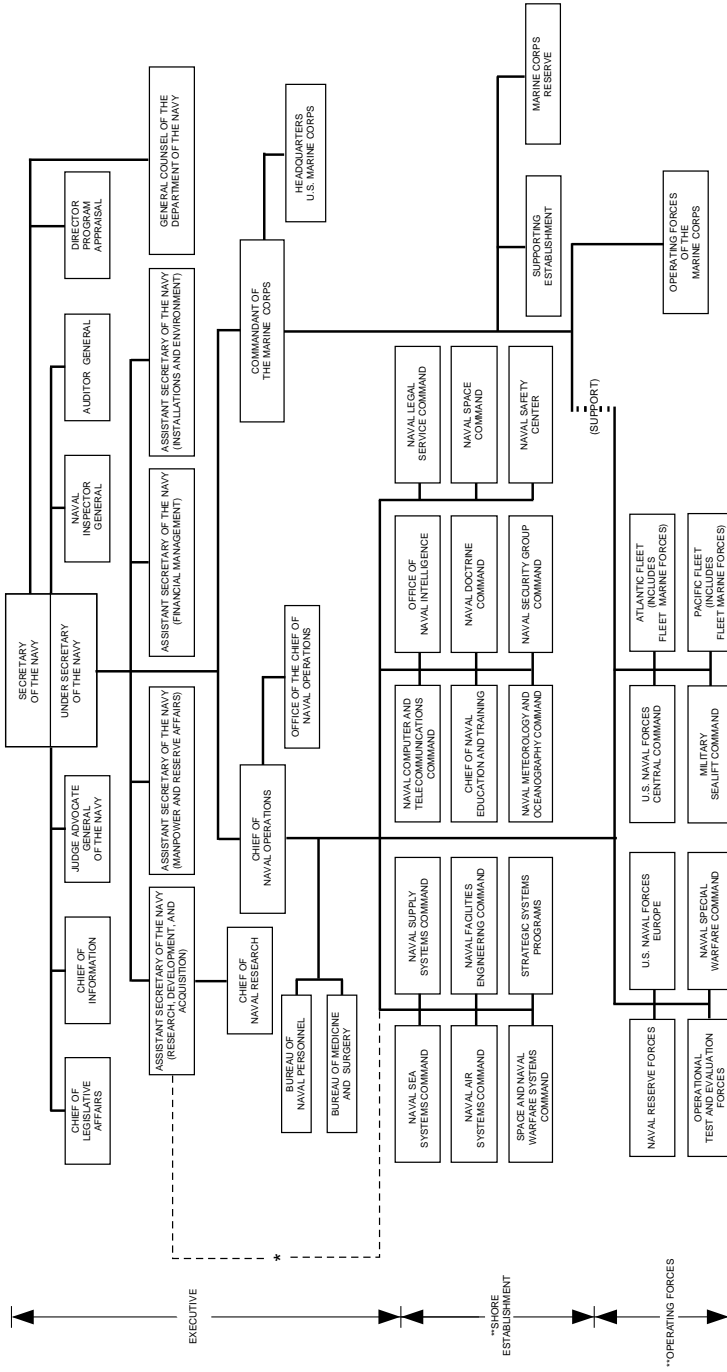 SECRETARY
OF THE NAVY
UNDER SECRETARY
OF THE NAVY
CHIEF OF
LEGISLATIVE
AFFAIRS
CHIEF OF
INFORMATION
JUDGE ADVOCATE
GENERAL
OF THE NAVY
NAVAL
INSPECTOR
GENERAL
AUDITOR GENERAL
DIRECTOR
PROGRAM
APPRAISAL
ASSISTANT SECRETARY OF THE NAVY
(RESEARCH, DEVELOPMENT, AND
ACQUISITION)
ASSISTANT SECRETARY OF THE NAVY
(MANPOWER AND RESERVE AFFAIRS)
ASSISTANT SECRETARY OF THE NAVY
(FINANCIAL MANAGEMENT)
ASSISTANT SECRETARY OF THE NAVY
(INSTALLATIONS AND ENVIRONMENT)
GENERAL COUNSEL OF THE
DEPARTMENT OF THE NAVY
EXECUTIVE
CHIEF OF
NAVAL RESEARCH
CHIEF OF
NAVAL OPERATIONS
OFFICE OF THE CHIEF OF
NAVAL OPERATIONS
COMMANDANT OF
THE MARINE CORPS
HEADQUARTERS
U.S. MARINE CORPS
BUREAU OF
NAVAL PERSONNEL
BUREAU OF MEDICINE
AND SURGERY
*
**SHORE
ESTABLISHMENT
NAVAL SEA
SYSTEMS COMMAND
NAVAL SUPPLY
SYSTEMS COMMAND
NAVAL COMPUTER AND
TELECOMMUNICATIONS
COMMAND
OFFICE OF
NAVAL INTELLIGENCE
NAVAL LEGAL
SERVICE COMMAND
NAVAL AIR
SYSTEMS COMMAND
NAVAL FACILITIES
ENGINEERING COMMAND
CHIEF OF NAVAL
EDUCATION AND TRAINING
NAVAL DOCTRINE
COMMAND
NAVAL SPACE
COMMAND
SPACE AND NAVAL
WARFARE SYSTEMS
COMMAND
STRATEGIC SYSTEMS
PROGRAMS
NAVAL METEOROLOGY AND
OCEANOGRAPHY COMMAND
NAVAL SECURITY GROUP
COMMAND
NAVAL SAFETY
CENTER
SUPPORTING
ESTABLISHMENT
MARINE CORPS
RESERVE
(SUPPORT)
**OPERATING FORCES
NAVAL RESERVE FORCES
U.S. NAVAL FORCES
EUROPE
U.S. NAVAL FORCES
CENTRAL COMMAND
ATLANTIC FLEET
(INCLUDES
FLEET MARINE FORCES)
OPERATIONAL
TEST AND EVALUATION
FORCES
NAVAL SPECIAL
WARFARE COMMAND
MILITARY
SEALIFT COMMAND
PACIFIC FLEET
(INCLUDES
FLEET MARINE FORCES)
OPERATING FORCES
OF THE
MARINE CORPS